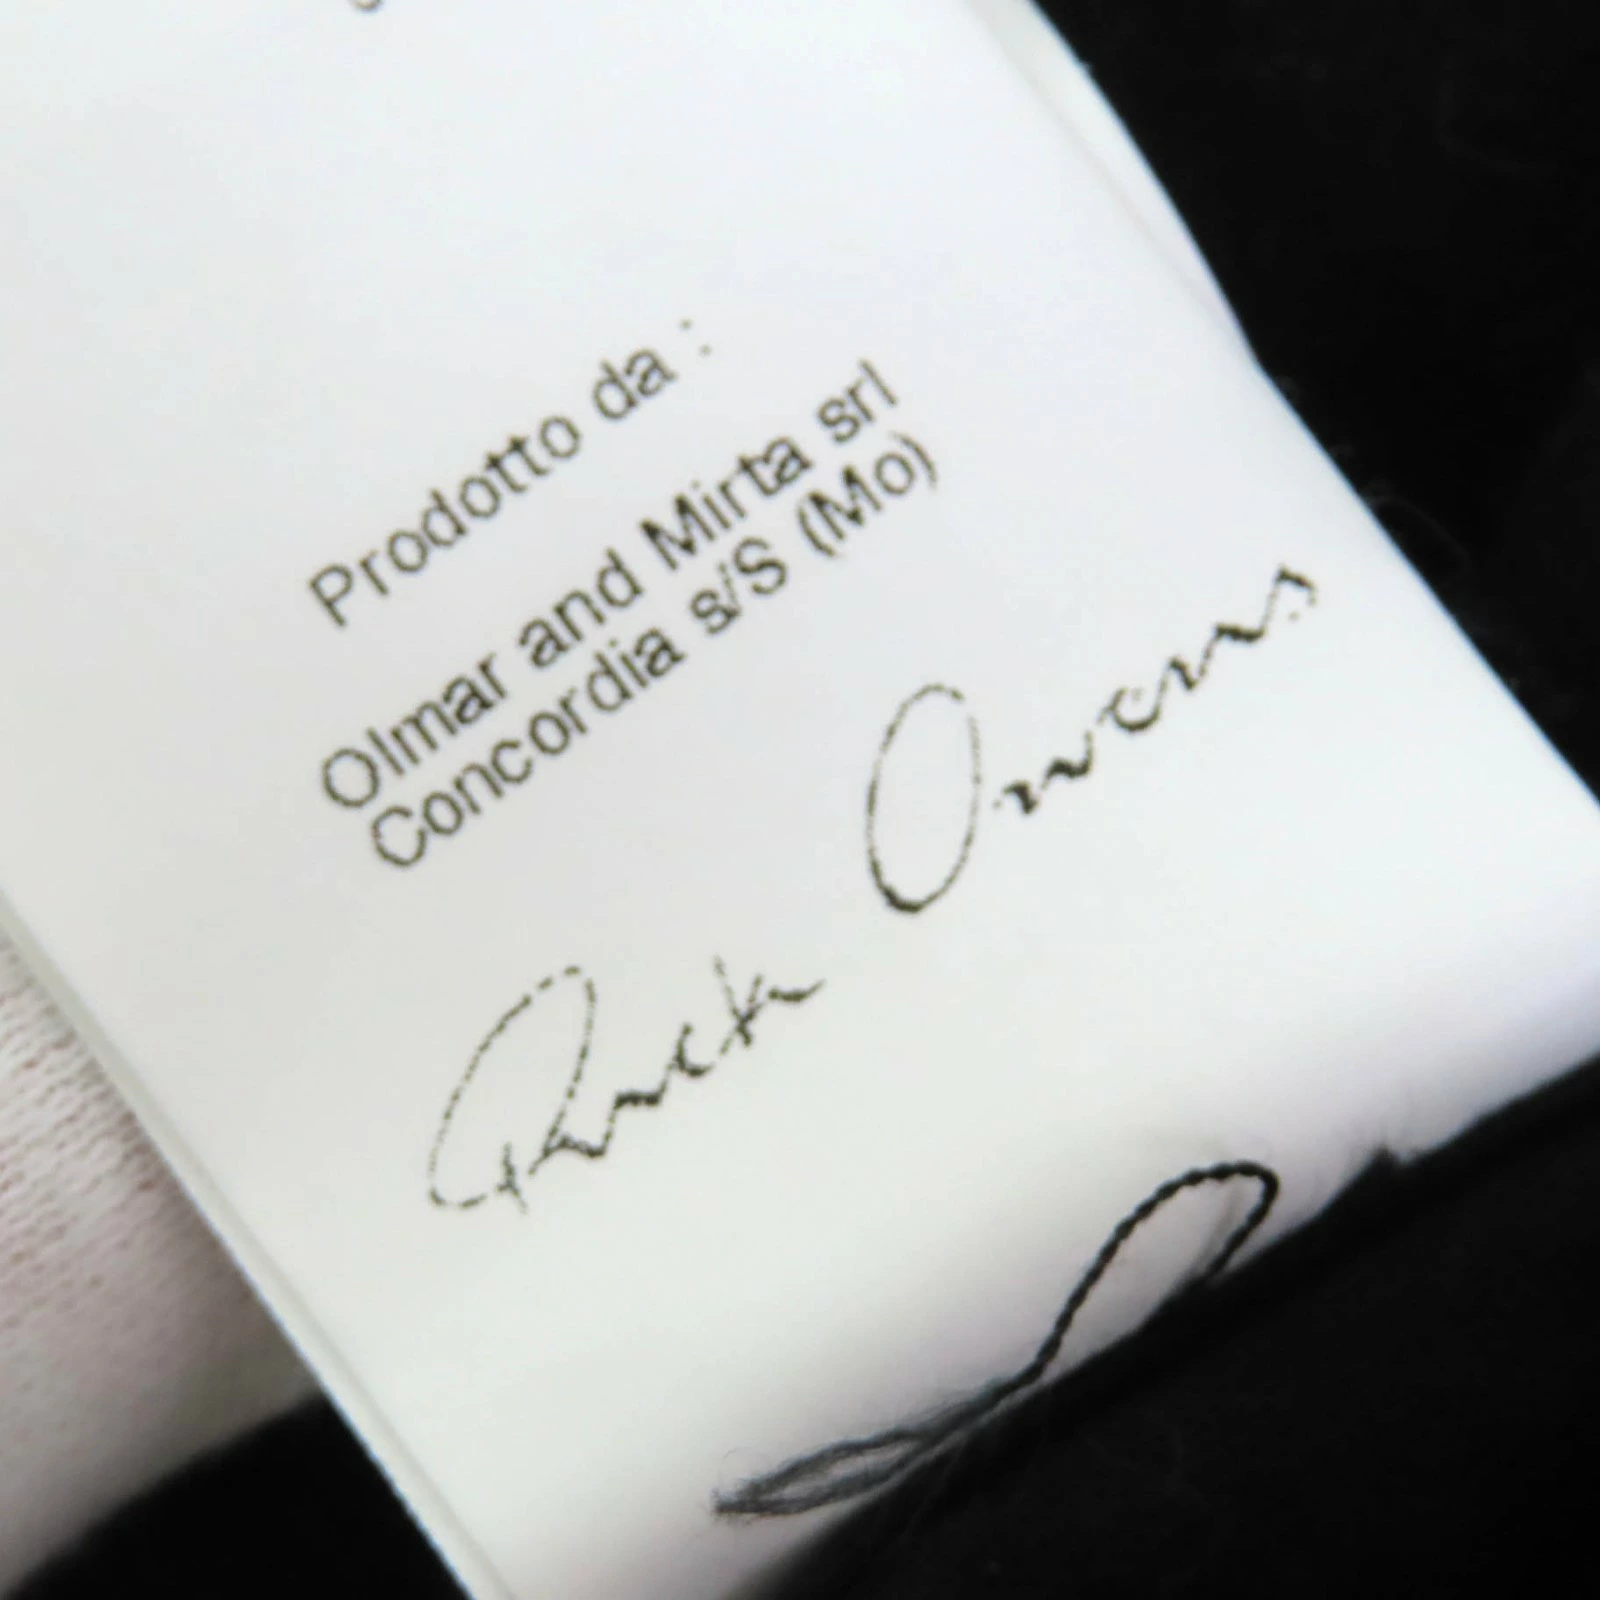 Prodotto da :
Olmar and Mirta srl
Concordia s/S (Mo)
Rick Owens